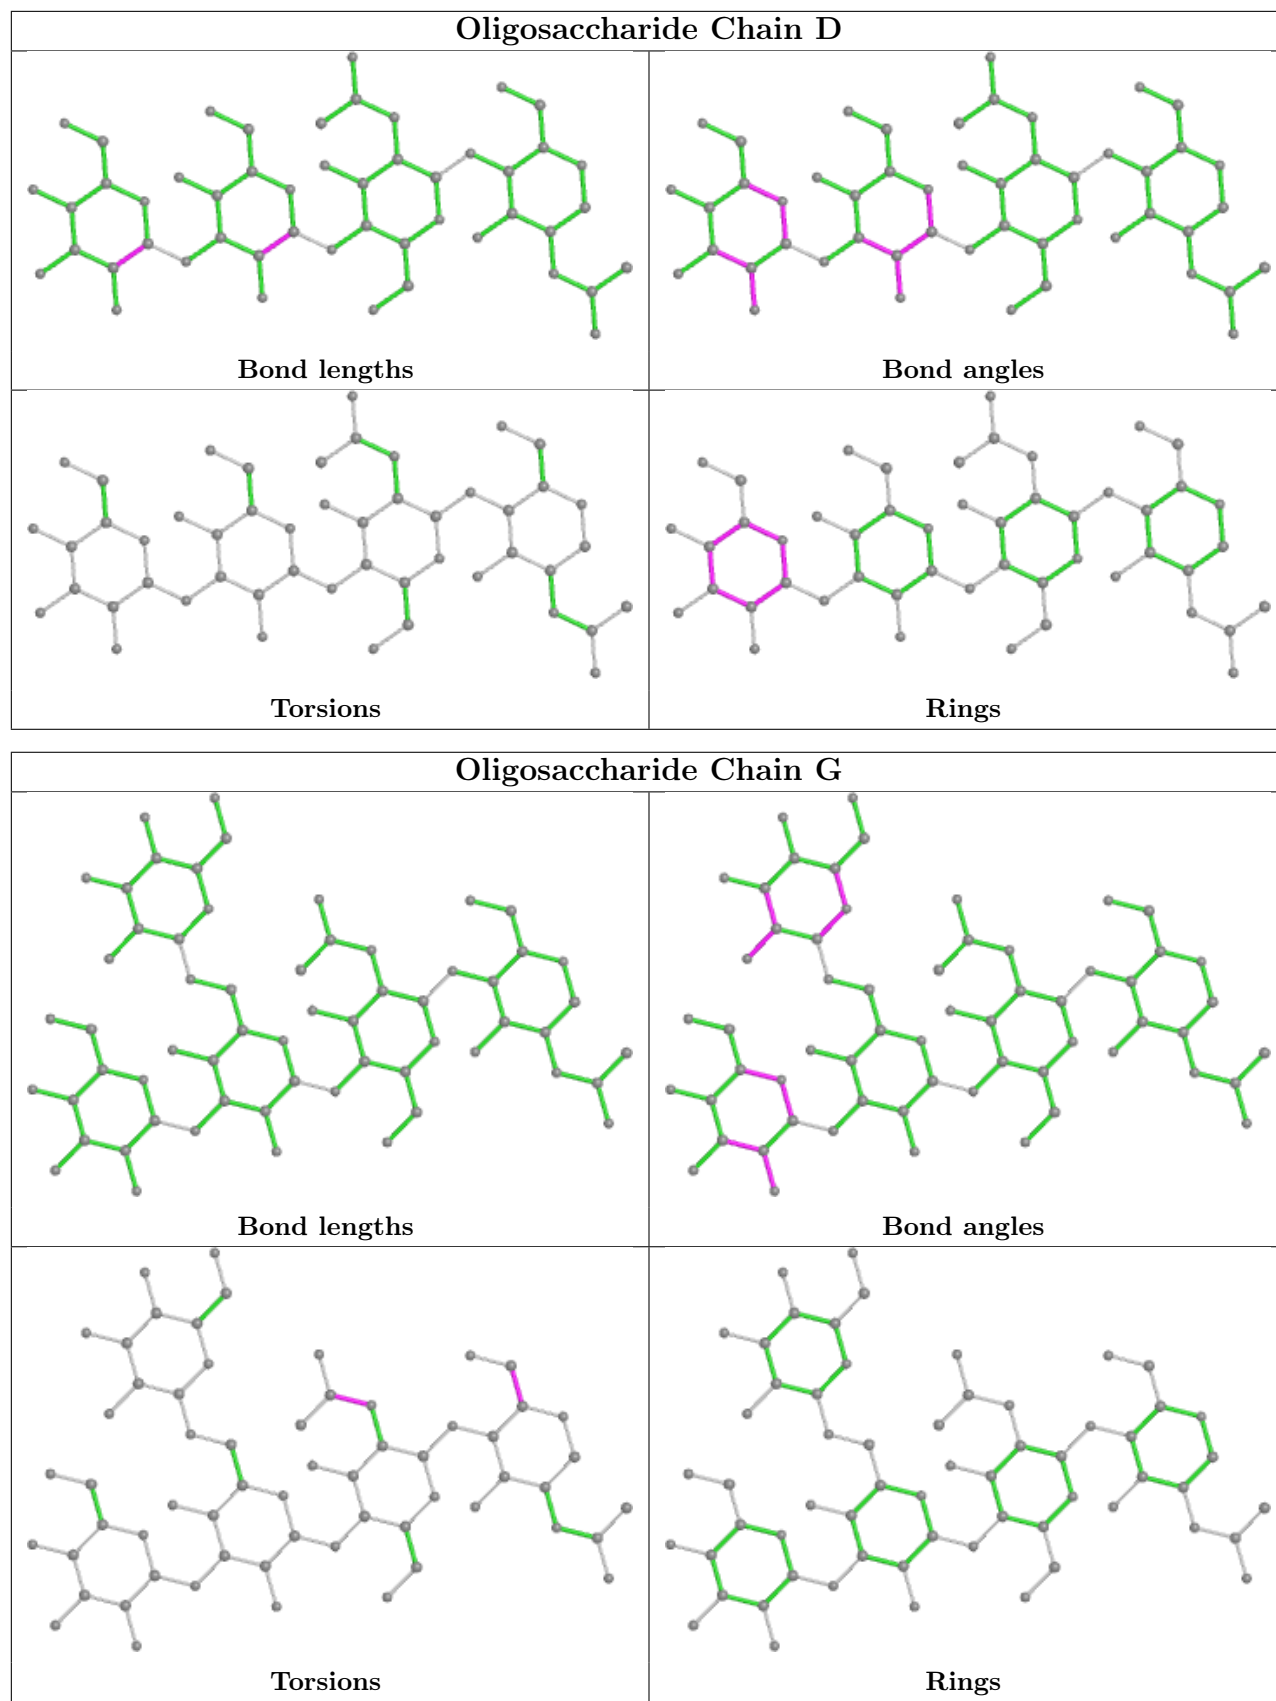 Oligosaccharide Chain D
Bond lengths
Bond angles
Torsions
Rings
Oligosaccharide Chain G
Bond lengths
Bond angles
Torsions
Rings